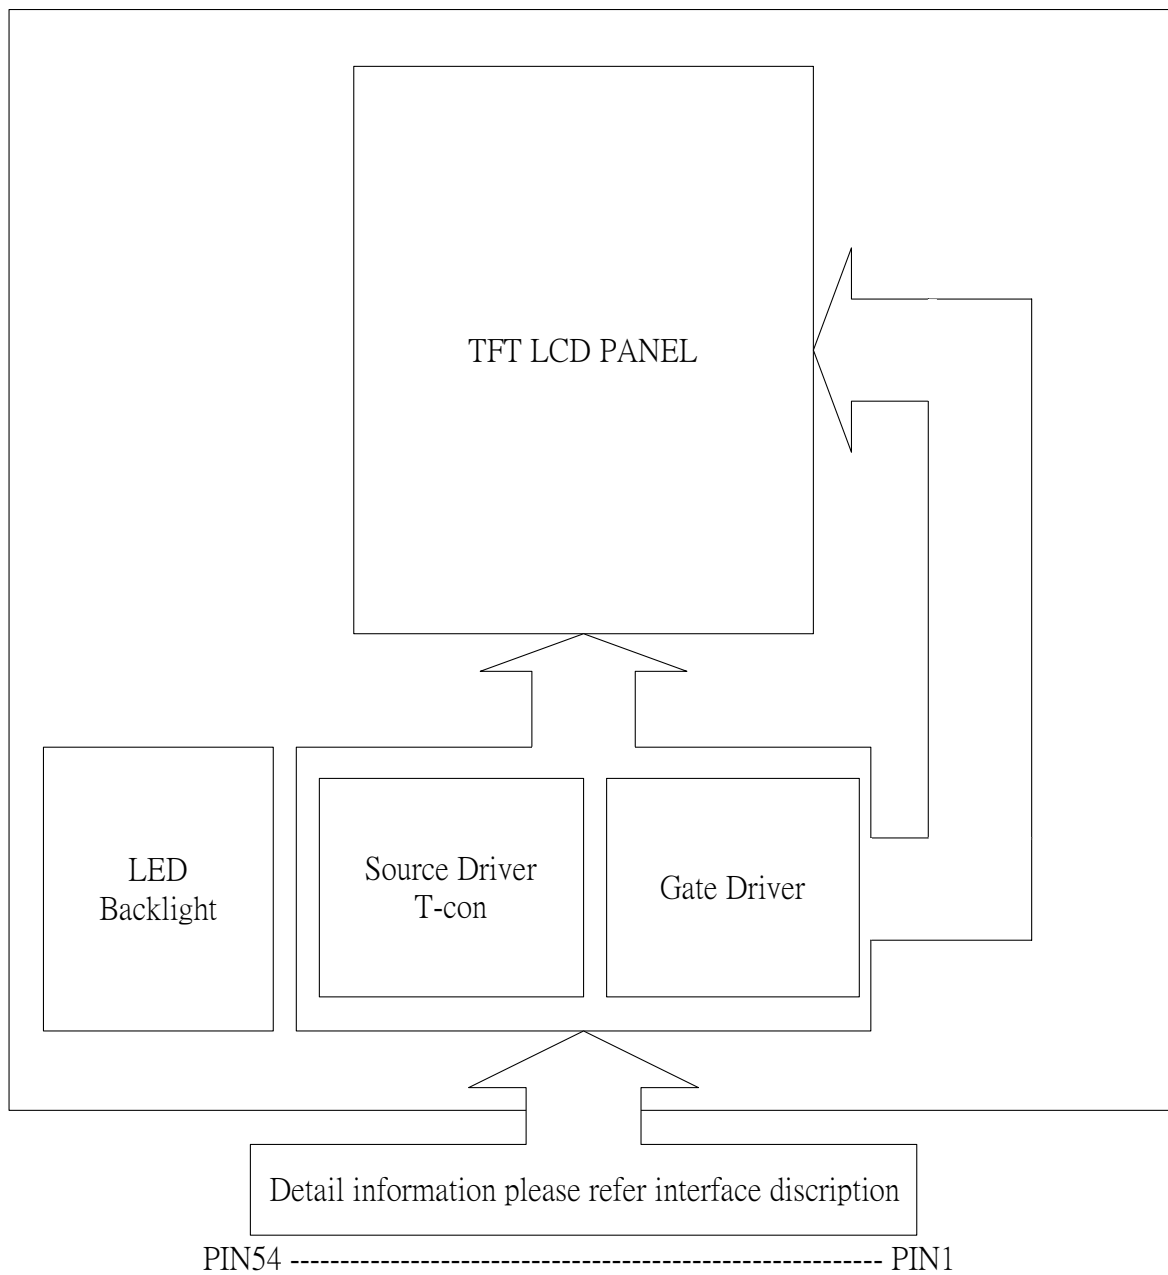 TFT LCD PANEL
LED
Backlight
Source Driver
T-con
Gate Driver
Detail information please refer interface discription
PIN54 ----------------------------------------------------------- PIN1